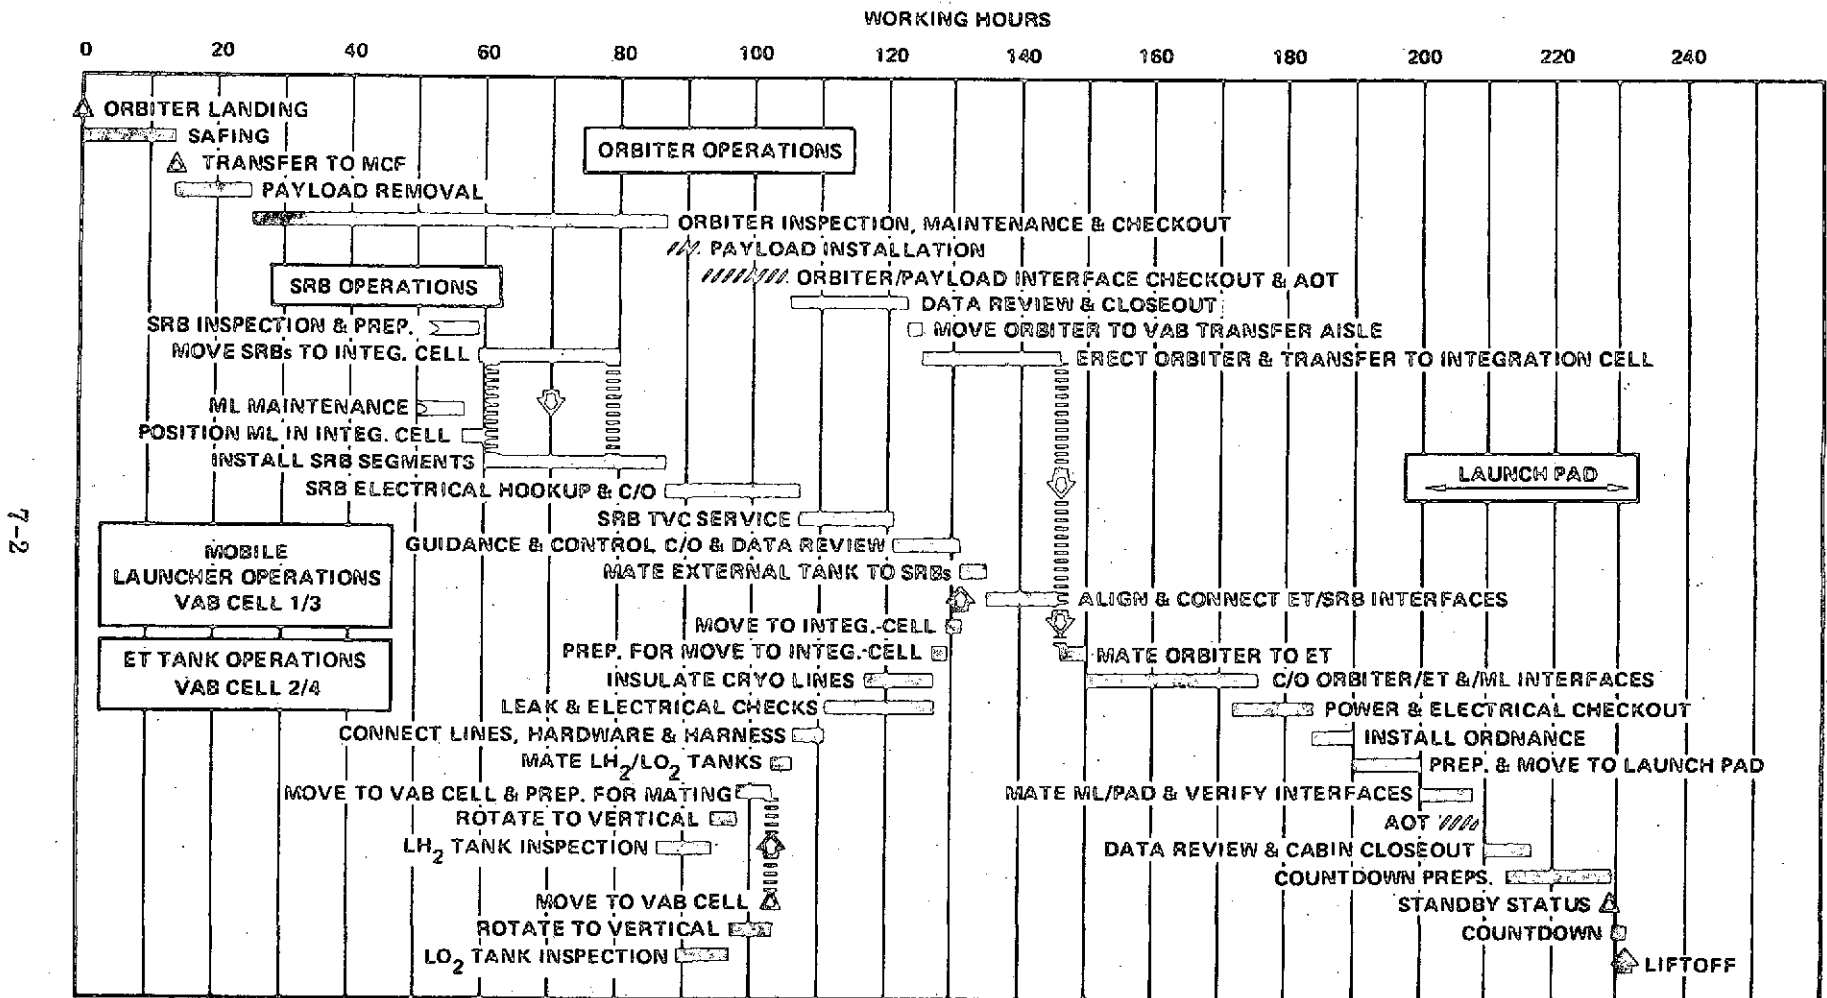 WORKING HOURS
0 20 40 60 80 100 120 140 160 180 200 220 240
ORBITER LANDING
SAFING
ORBITER OPERATIONS
TRANSFER TO MCF
PAYLOAD REMOVAL
ORBITER INSPECTION, MAINTENANCE & CHECKOUT
PAYLOAD INSTALLATION
ORBITER/PAYLOAD INTERFACE CHECKOUT & AOT
SRB OPERATIONS
DATA REVIEW & CLOSEOUT
SRB INSPECTION & PREP.
MOVE ORBITER TO VAB TRANSFER AISLE
MOVE SRBs TO INTEG. CELL
ERECT ORBITER & TRANSFER TO INTEGRATION CELL
ML MAINTENANCE
POSITION ML IN INTEG. CELL
INSTALL SRB SEGMENTS
LAUNCH PAD
SRB ELECTRICAL HOOKUP & C/O
SRB TVC SERVICE
7-2
MOBILE
LAUNCHER OPERATIONS
VAB CELL 1/3
GUIDANCE & CONTROL C/O & DATA REVIEW
MATE EXTERNAL TANK TO SRBs
ALIGN & CONNECT ET/SRB INTERFACES
MOVE TO INTEG.-CELL
ET TANK OPERATIONS
VAB CELL 2/4
PREP. FOR MOVE TO INTEG.-CELL
MATE ORBITER TO ET
INSULATE CRYO LINES
C/O ORBITER/ET &/ML INTERFACES
LEAK & ELECTRICAL CHECKS
POWER & ELECTRICAL CHECKOUT
CONNECT LINES, HARDWARE & HARNESS
INSTALL ORDNANCE
MATE LH2/LO2 TANKS
PREP. & MOVE TO LAUNCH PAD
MOVE TO VAB CELL & PREP. FOR MATING
MATE ML/PAD & VERIFY INTERFACES
ROTATE TO VERTICAL
AOT
LH2 TANK INSPECTION
DATA REVIEW & CABIN CLOSEOUT
COUNTDOWN PREPS.
MOVE TO VAB CELL
STANDBY STATUS
ROTATE TO VERTICAL
COUNTDOWN
LO2 TANK INSPECTION
LIFTOFF